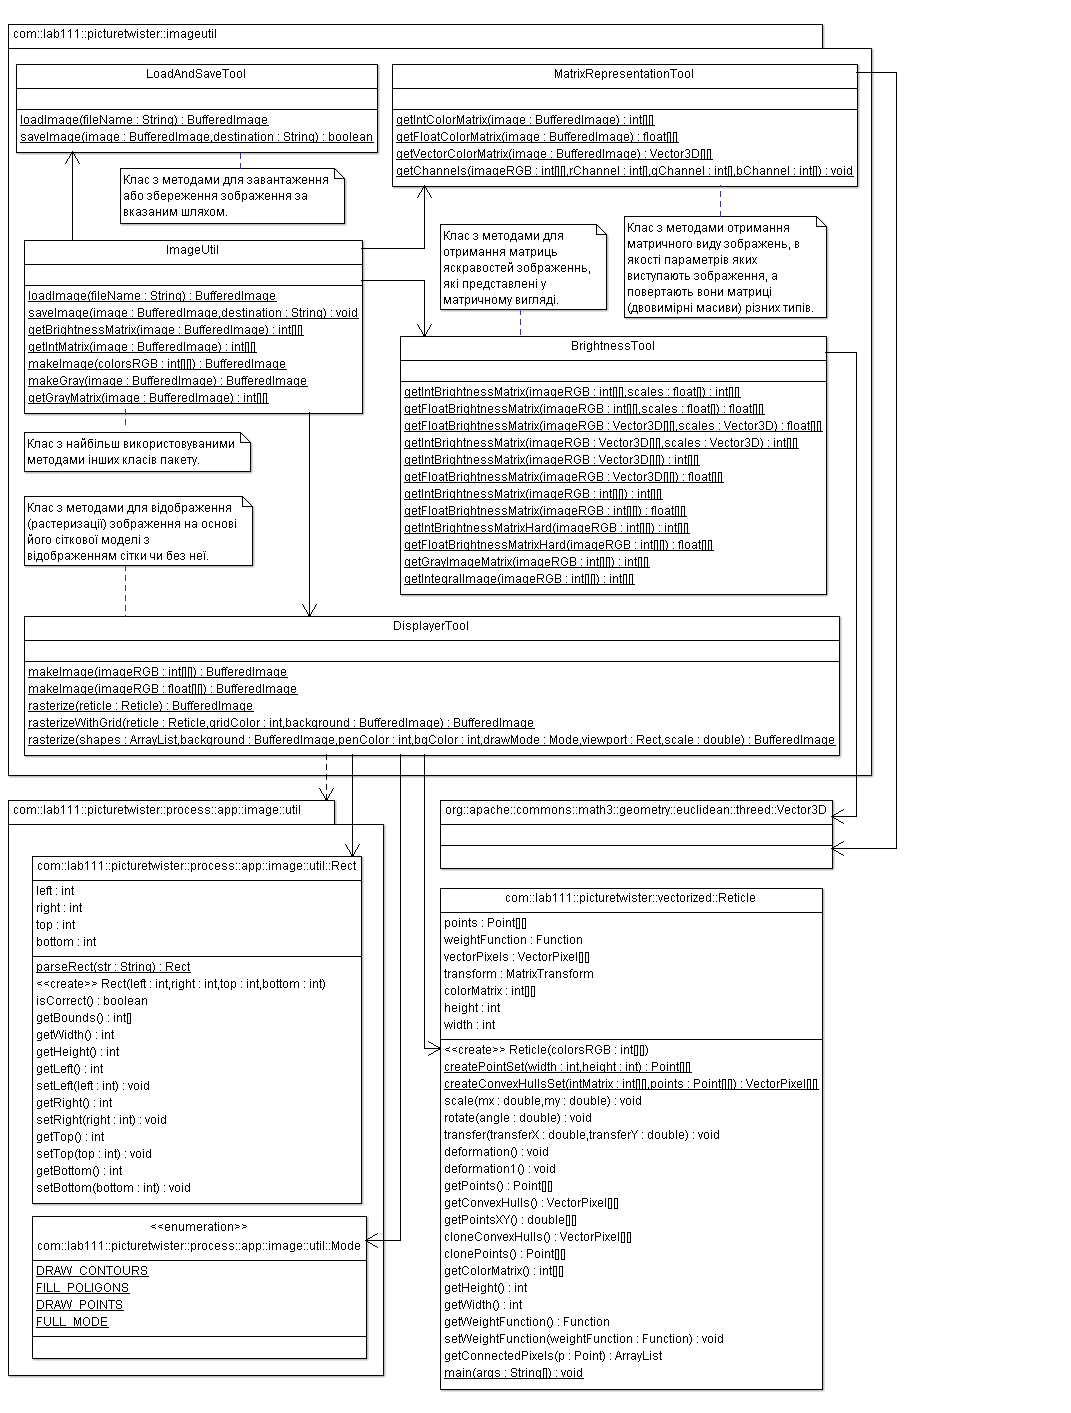 com::lab111::picturetwister::imageutil
LoadAndSaveTool
loadImage(fileName : String) : BufferedImage
saveImage(image : BufferedImage,destination : String) : boolean
MatrixRepresentationTool
getIntColorMatrix(image : BufferedImage) : int[][]
getFloatColorMatrix(image : BufferedImage) : float[][]
getVectorColorMatrix(image : BufferedImage) : Vector3D[][]
getChannels(imageRGB : int[][],rChannel : int[],gChannel : int[],bChannel : int[]) : void
Клас з методами для завантаження
або збереження зображення за
вказаним шляхом.
Клас з методами для
отримання матриць
яскравостей зображеннь,
які представлені у
матричному вигляді.
Клас з методами отримання
матричного виду зображень, в
якості параметрів яких
виступають зображення, а
повертають вони матриці
(двовимірні масиви) різних типів.
ImageUtil
loadImage(fileName : String) : BufferedImage
saveImage(image : BufferedImage,destination : String) : void
getBrightnessMatrix(image : BufferedImage) : int[][]
getIntMatrix(image : BufferedImage) : int[][]
makeImage(colorsRGB : int[][]) : BufferedImage
makeGray(image : BufferedImage) : BufferedImage
getGrayMatrix(image : BufferedImage) : int[][]
Клас з найбільш використовуваними
методами інших класів пакету.
BrightnessTool
getIntBrightnessMatrix(imageRGB : int[][],scales : float[]) : int[][]
getFloatBrightnessMatrix(imageRGB : int[][],scales : float[]) : float[][]
getFloatBrightnessMatrix(imageRGB : Vector3D[][],scales : Vector3D) : float[][]
getIntBrightnessMatrix(imageRGB : Vector3D[][],scales : Vector3D) : int[][]
getIntBrightnessMatrix(imageRGB : Vector3D[][]) : int[][]
getFloatBrightnessMatrix(imageRGB : Vector3D[][]) : float[][]
getIntBrightnessMatrix(imageRGB : int[][]) : int[][]
getFloatBrightnessMatrix(imageRGB : int[][]) : float[][]
getIntBrightnessMatrixHard(imageRGB : int[][]) : int[][]
getFloatBrightnessMatrixHard(imageRGB : int[][]) : float[][]
getGrayImageMatrix(imageRGB : int[][]) : int[][]
getIntegralImage(imageRGB : int[][]) : int[][]
Клас з методами для відображення
(растеризації) зображення на основі
його сіткової моделі з
відображенням сітки чи без неї.
DisplayerTool
makeImage(imageRGB : int[][]) : BufferedImage
makeImage(imageRGB : float[][]) : BufferedImage
rasterize(reticle : Reticle) : BufferedImage
rasterizeWithGrid(reticle : Reticle,gridColor : int,background : BufferedImage) : BufferedImage
rasterize(shapes : ArrayList,background : BufferedImage,penColor : int,bgColor : int,drawMode : Mode,viewport : Rect,scale : double) : BufferedImage
com::lab111::picturetwister::process::app::image::util
com::lab111::picturetwister::process::app::image::util::Rect
left : int
right : int
top : int
bottom : int
parseRect(str : String) : Rect
<<create>> Rect(left : int,right : int,top : int,bottom : int)
isCorrect() : boolean
getBounds() : int[]
getWidth() : int
getHeight() : int
getLeft() : int
setLeft(left : int) : void
getRight() : int
setRight(right : int) : void
getTop() : int
setTop(top : int) : void
getBottom() : int
setBottom(bottom : int) : void
<<enumeration>>
com::lab111::picturetwister::process::app::image::util::Mode
DRAW_CONTOURS
FILL_POLIGONS
DRAW_POINTS
FULL_MODE
org::apache::commons::math3::geometry::euclidean::threed::Vector3D
com::lab111::picturetwister::vectorized::Reticle
points : Point[][]
weightFunction : Function
vectorPixels : VectorPixel[][]
transform : MatrixTransform
colorMatrix : int[][]
height : int
width : int
<<create>> Reticle(colorsRGB : int[][])
createPointSet(width : int,height : int) : Point[][]
createConvexHullsSet(intMatrix : int[][],points : Point[][]) : VectorPixel[][]
scale(mx : double,my : double) : void
rotate(angle : double) : void
transfer(transferX : double,transferY : double) : void
deformation() : void
deformation1() : void
getPoints() : Point[][]
getConvexHulls() : VectorPixel[][]
getPointsXY() : double[][]
cloneConvexHulls() : VectorPixel[][]
clonePoints() : Point[][]
getColorMatrix() : int[][]
getHeight() : int
getWidth() : int
getWeightFunction() : Function
setWeightFunction(weightFunction : Function) : void
getConnectedPixels(p : Point) : ArrayList
main(args : String[]) : void